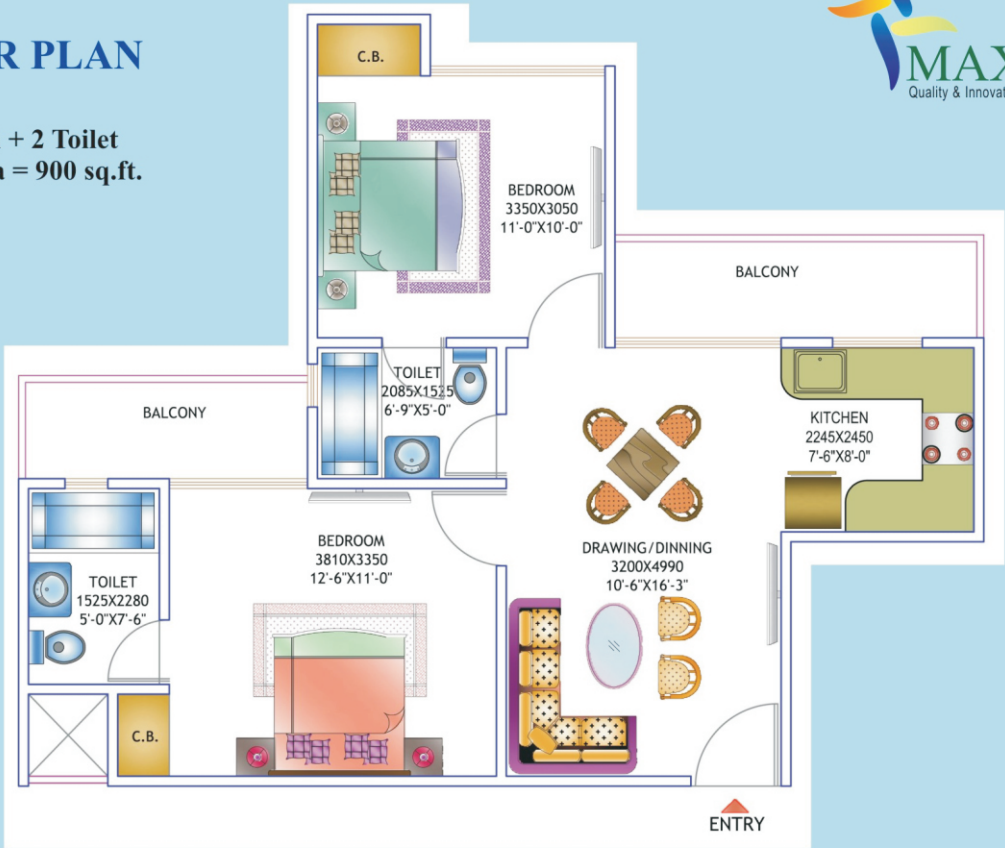 R PLAN
+ 2 Toilet
= 900 sq.ft.
MAX
Quality & Innovat
C.B.
BEDROOM
3350X3050
11'-0"X10'-0"
BALCONY
TOILET
2085X1525
6'-9"X5'-0"
BALCONY
KITCHEN
2245X2450
7'-6"X8'-0"
BEDROOM
3810X3350
12'-6"X11'-0"
DRAWING/DINNING
3200X4990
10'-6"X16'-3"
TOILET
1525X2280
5'-0"X7'-6"
C.B.
ENTRY